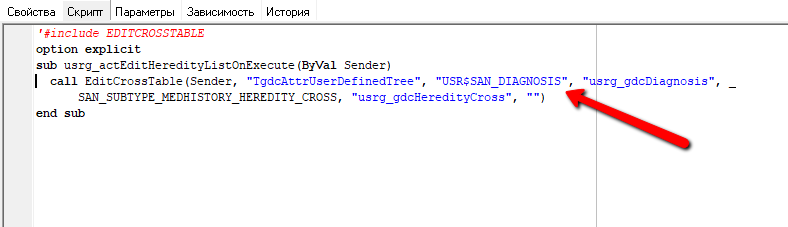 Свойства Скрипт Параметры Зависимость История
'#include EDITCROSSTABLE
option explicit
sub usrg_actEditHeredityListOnExecute(ByVal Sender)
call EditCrossTable(Sender, "TgdcAttrUserDefinedTree", "USR$SAN_DIAGNOSIS", "usrg_gdcDiagnosis", _
SAN_SUBTYPE_MEDHISTORY_HEREDITY_CROSS, "usrg_gdcHeredityCross", "")
end sub